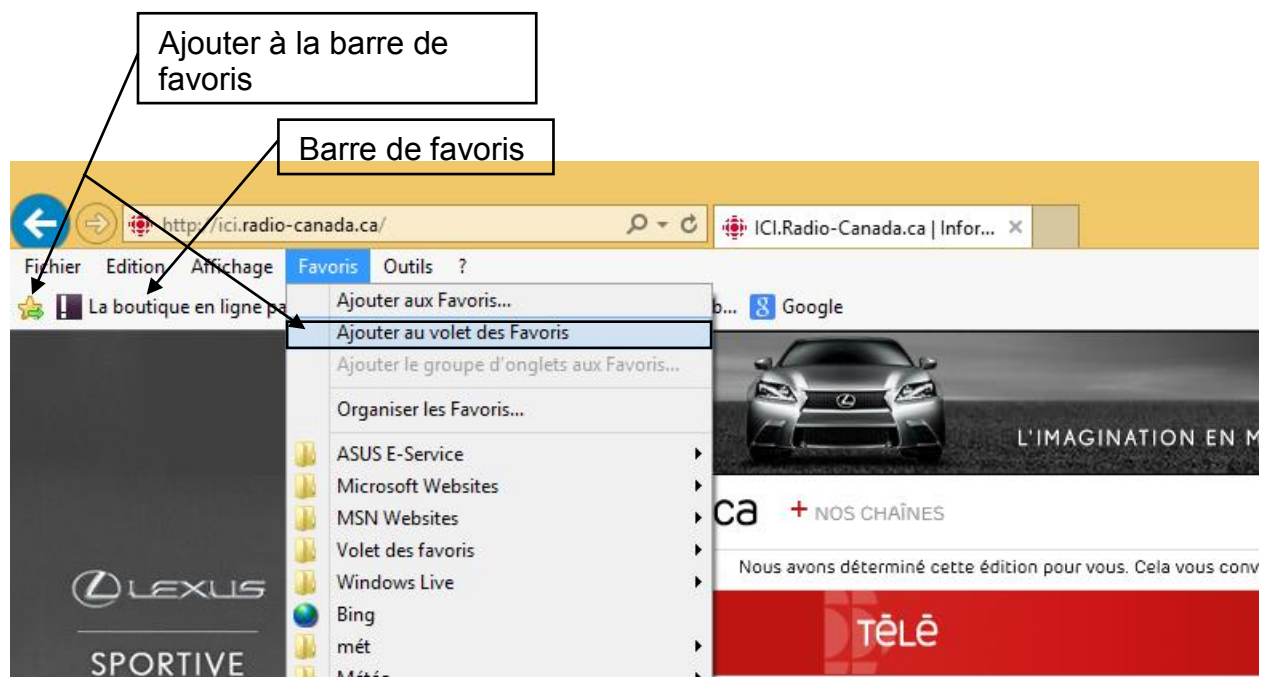 Ajouter à la barre de
favoris
Barre de favoris
http://ici.radio-canada.ca/
ICI.Radio-Canada.ca | Infor...
Fichier Edition Affichage Favoris Outils ?
La boutique en ligne pa
b... Google
Ajouter aux Favoris...
Ajouter au volet des Favoris
Ajouter le groupe d'onglets aux Favoris...
Organiser les Favoris...
ASUS E-Service
Microsoft Websites
MSN Websites
Volet des favoris
Windows Live
Bing
mét
L'IMAGINATION EN M
ca + NOS CHAÎNES
Nous avons déterminé cette édition pour vous. Cela vous conv
TéLé
LEXUS
SPORTIVE